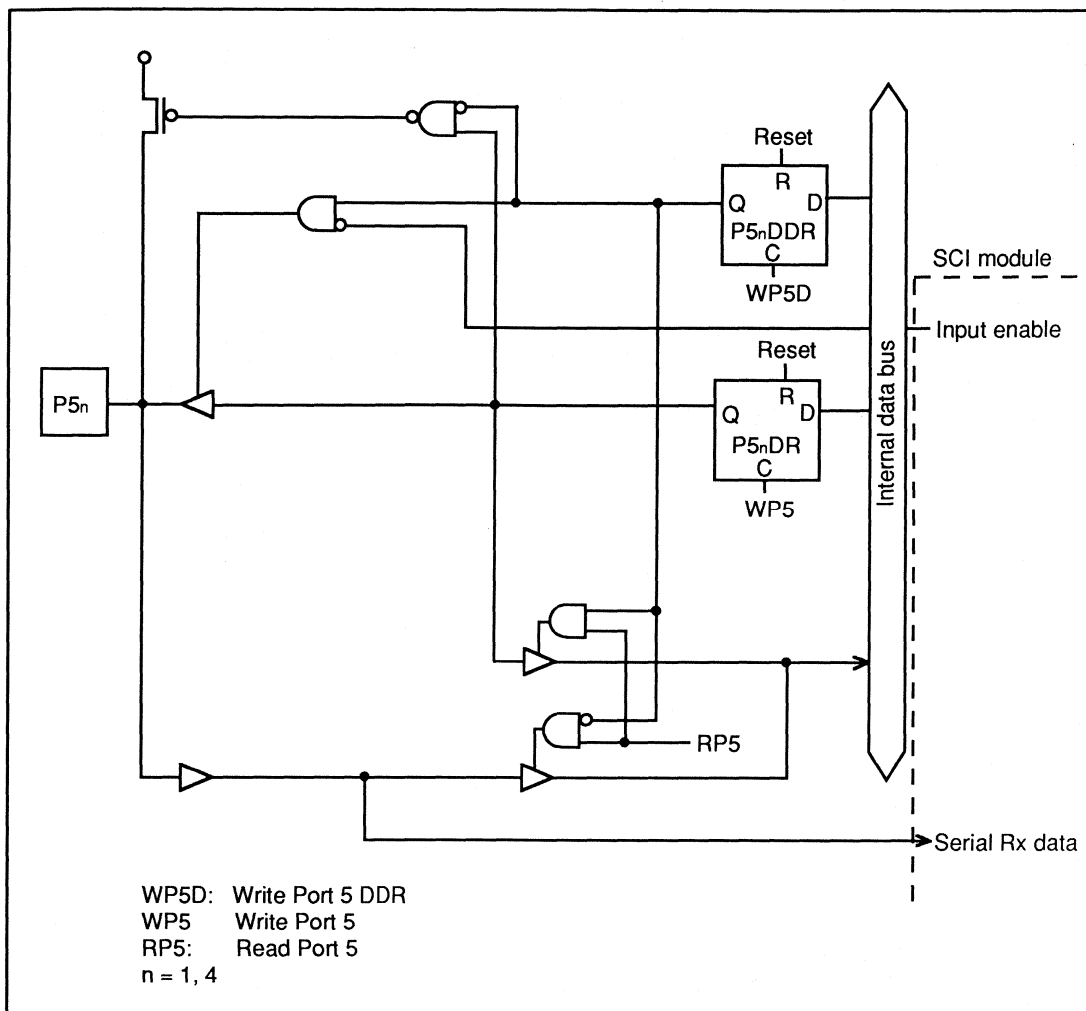 Reset
R
Q
D
P5nDDR
C
WP5D
SCI module
Input enable
Reset
R
Q
D
P5nDR
C
WP5
Internal data bus
P5n
RP5
Serial Rx data
WP5D: Write Port 5 DDR
WP5 Write Port 5
RP5: Read Port 5
n = 1, 4